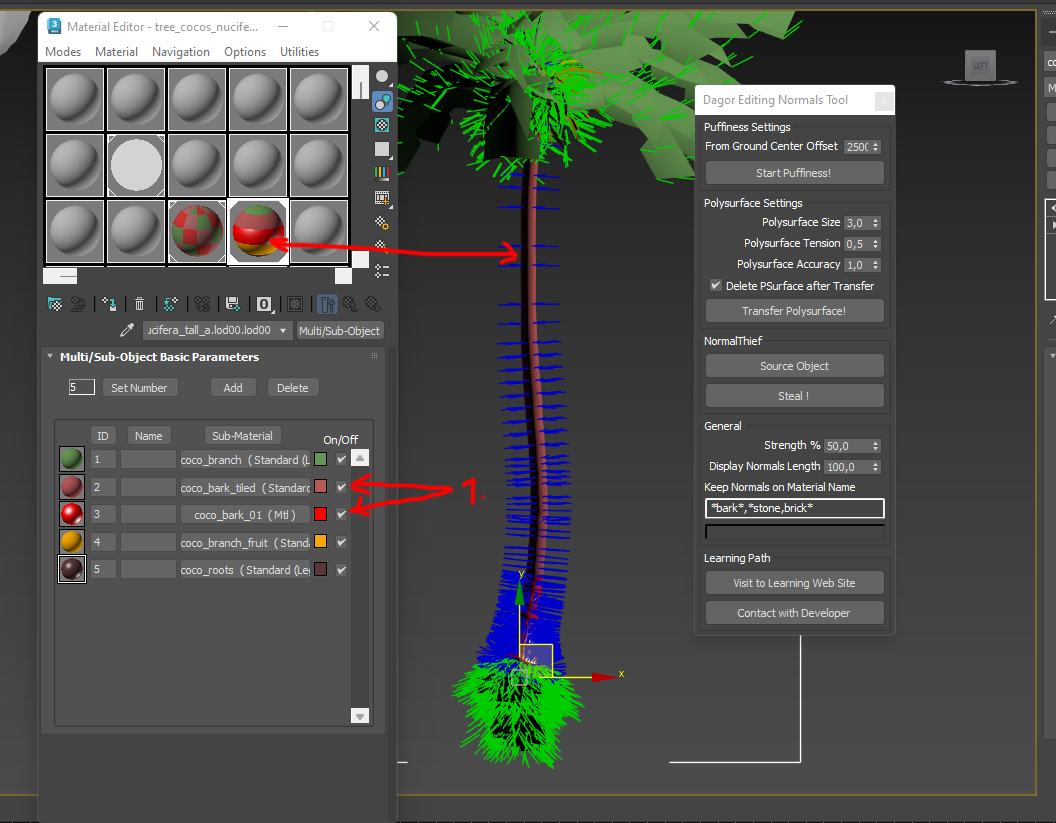 Material Editor - tree_cocos_nucife...
Modes Material Navigation Options Utilities
ucifera_tall_a.lod00.lod00 Multi/Sub-Object
Multi/Sub-Object Basic Parameters
5 Set Number Add Delete
ID Name Sub-Material On/Off
1 coco_branch ( Standard (L
2 coco_bark_tiled ( Standard
3 coco_bark_01 ( Mtl )
4 coco_branch_fruit ( Standa
5 coco_roots ( Standard (Leg
1.
LEFT
y
x
Dagor Editing Normals Tool
Puffiness Settings
From Ground Center Offset 2500
Start Puffiness!
Polysurface Settings
Polysurface Size 3,0
Polysurface Tension 0,5
Polysurface Accuracy 1,0
Delete PSurface after Transfer
Transfer Polysurface!
NormalThief
Source Object
Steal !
General
Strength % 50,0
Display Normals Length 100,0
Keep Normals on Material Name
*bark*,*stone,brick*
Learning Path
Visit to Learning Web Site
Contact with Developer